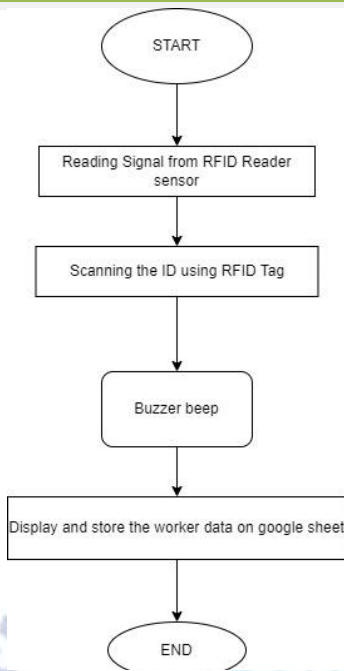 START
Reading Signal from RFID Reader
sensor
Scanning the ID using RFID Tag
Buzzer beep
Display and store the worker data on google sheet
END